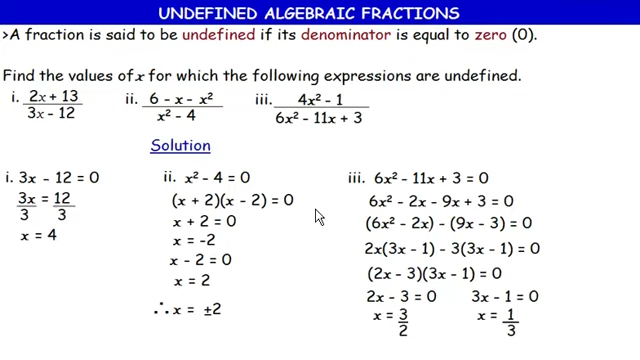 UNDEFINED ALGEBRAIC FRACTIONS
>A fraction is said to be undefined if its denominator is equal to zero (0).
Find the values of x for which the following expressions are undefined.
i. (2x + 13)/(3x - 12) ii. (6 - x - x²)/(x² - 4) iii. (4x² - 1)/(6x² - 11x + 3)
Solution
i. 3x - 12 = 0
3x/3 = 12/3
x = 4
ii. x² - 4 = 0
(x + 2)(x - 2) = 0
x + 2 = 0
x = -2
x - 2 = 0
x = 2
∴ x = ±2
iii. 6x² - 11x + 3 = 0
6x² - 2x - 9x + 3 = 0
(6x² - 2x) - (9x - 3) = 0
2x(3x - 1) - 3(3x - 1) = 0
(2x - 3)(3x - 1) = 0
2x - 3 = 0 3x - 1 = 0
x = 3/2 x = 1/3